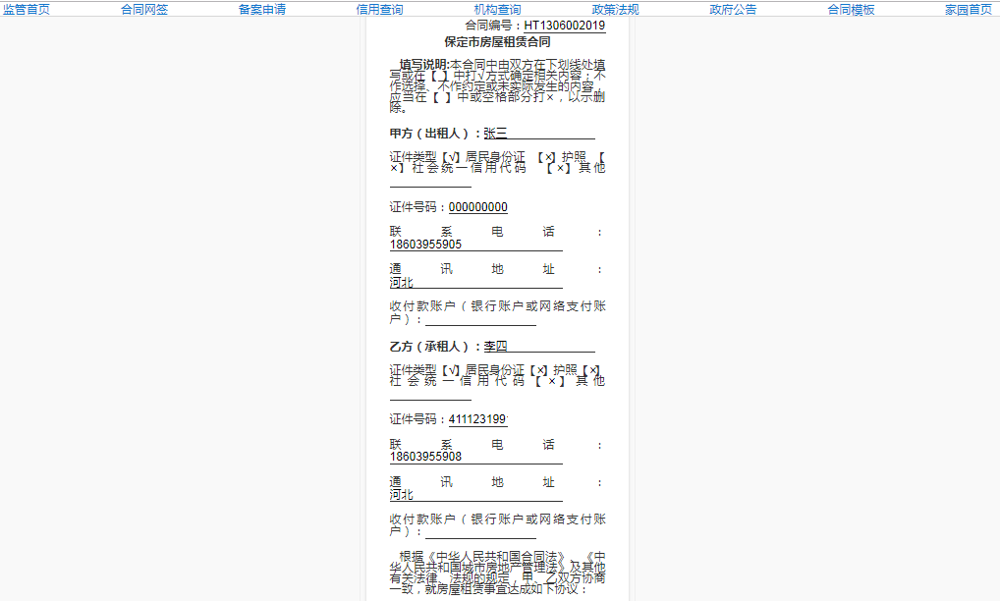 监管首页 合同网签 备案申请 信用查询 机构查询 政策法规 政府公告 合同模板 家园首页
合同编号：HT1306002019
保定市房屋租赁合同
填写说明:本合同中由双方在下划线处填
写或在【 】中打√方式确定相关内容；不
作选择、不作约定或未实际发生的内容，
应当在【 】中或空格部分打×，以示删
除。
甲方（出租人）：张三
证件类型【√】居民身份证 【×】护照 【
×】社会统一信用代码 【×】其他
证件号码：000000000
联系电话：
18603955905
通讯地址：
河北
收付款账户（银行账户或网络支付账
户）：
乙方（承租人）：李四
证件类型【√】居民身份证【×】护照【×】
社会统一信用代码【×】其他
证件号码：411123199
联系电话：
18603955908
通讯地址：
河北
收付款账户（银行账户或网络支付账
户）：
根据《中华人民共和国合同法》、《中
华人民共和国城市房地产管理法》及其他
有关法律、法规的规定，甲、乙双方协商
一致，就房屋租赁事宜达成如下协议：